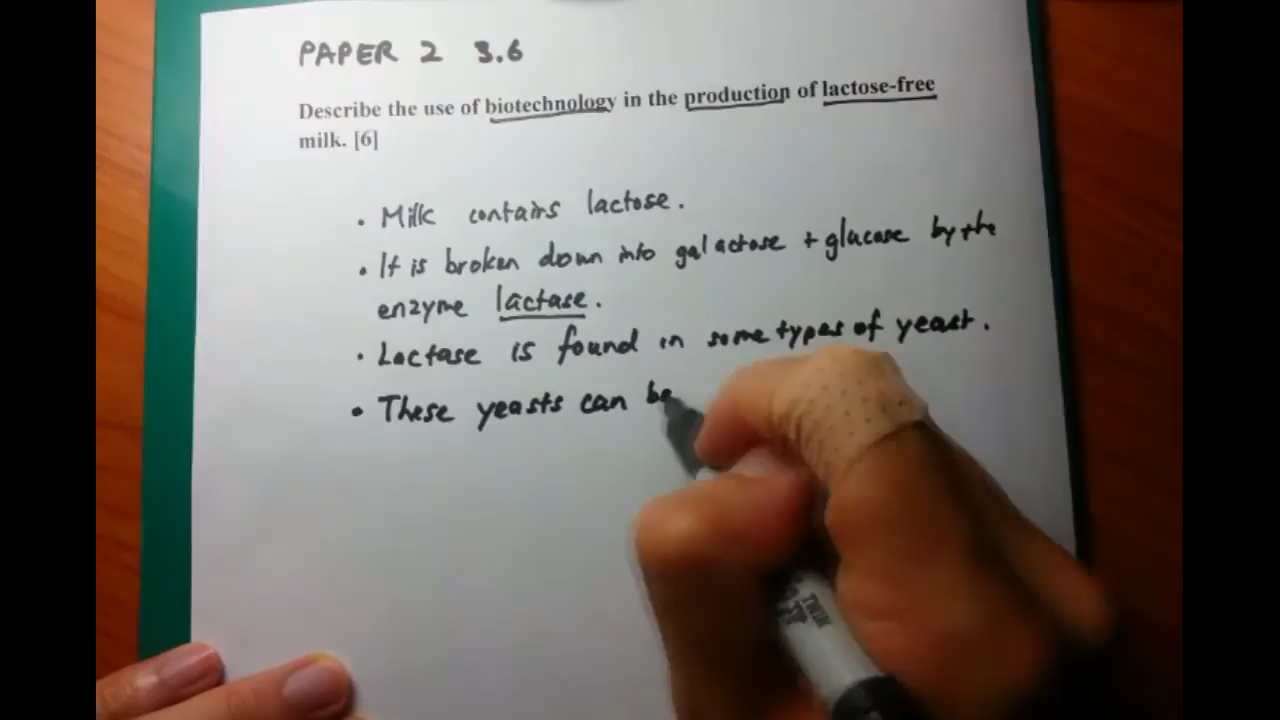 PAPER 2 3.6
Describe the use of biotechnology in the production of lactose-free
milk. [6]
• Milk contains lactose.
• It is broken down into galactose + glucose by the
enzyme lactase.
• Lactase is found in some types of yeast.
• These yeasts can be
TWIN